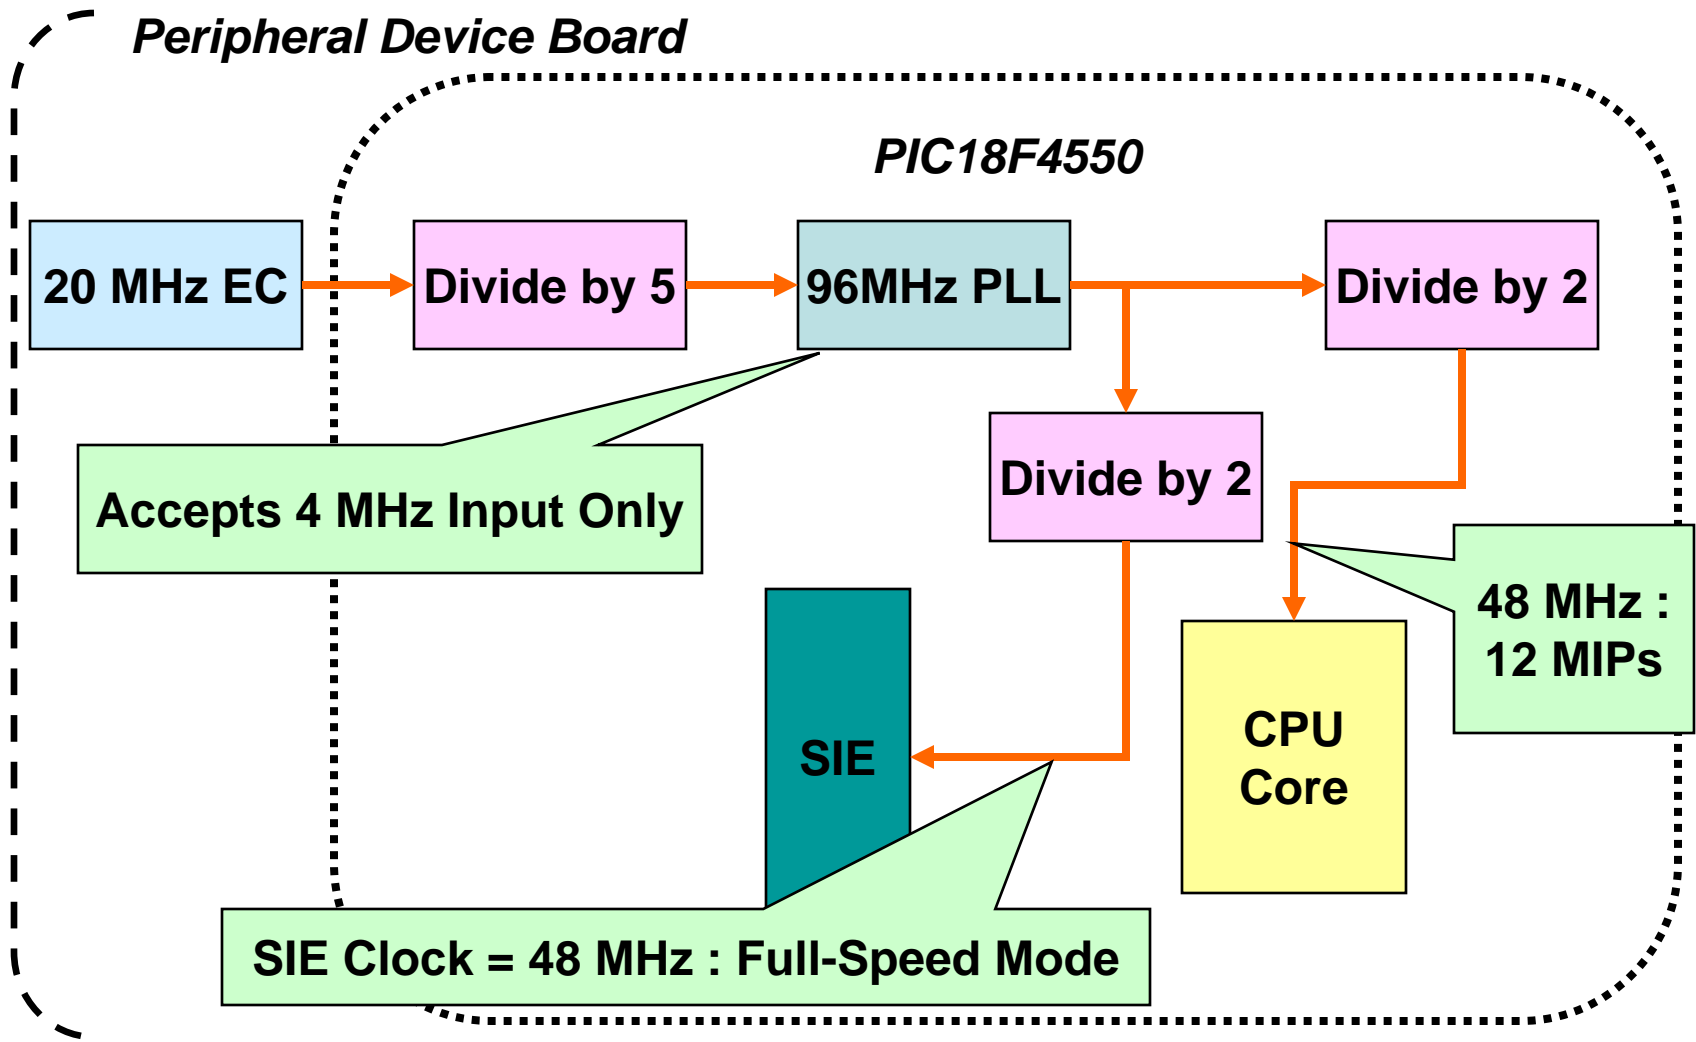 Peripheral Device Board
PIC18F4550
20 MHz EC
Divide by 5
96MHz PLL
Divide by 2
Divide by 2
Accepts 4 MHz Input Only
48 MHz :
12 MIPs
SIE
CPU
Core
SIE Clock = 48 MHz : Full-Speed Mode